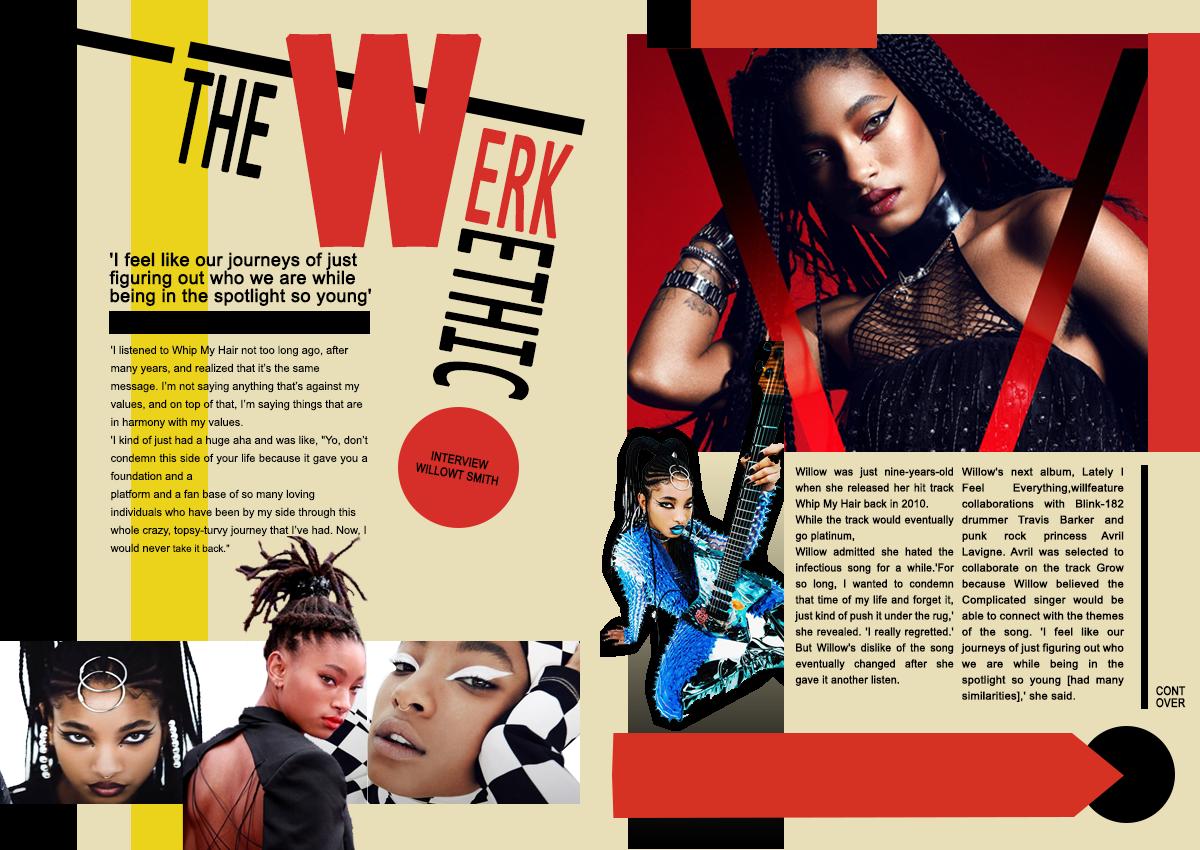 THE
WERK
ETHIC
'I feel like our journeys of just
figuring out who we are while
being in the spotlight so young'
'I listened to Whip My Hair not too long ago, after
many years, and realized that it's the same
message. I'm not saying anything that's against my
values, and on top of that, I'm saying things that are
in harmony with my values.
'I kind of just had a huge aha and was like, "Yo, don't
condemn this side of your life because it gave you a
foundation and a
platform and a fan base of so many loving
individuals who have been by my side through this
whole crazy, topsy-turvy journey that I've had. Now, I
would never take it back."
INTERVIEW
WILLOWT SMITH
Willow was just nine-years-old
when she released her hit track
Whip My Hair back in 2010.
While the track would eventually
go platinum,
Willow admitted she hated the
infectious song for a while.'For
so long, I wanted to condemn
that time of my life and forget it,
just kind of push it under the rug,'
she revealed. 'I really regretted.'
But Willow's dislike of the song
eventually changed after she
gave it another listen.
Willow's next album, Lately I
Feel Everything,willfeature
collaborations with Blink-182
drummer Travis Barker and
punk rock princess Avril
Lavigne. Avril was selected to
collaborate on the track Grow
because Willow believed the
Complicated singer would be
able to connect with the themes
of the song. 'I feel like our
journeys of just figuring out who
we are while being in the
spotlight so young [had many
similarities],' she said.
CONT
OVER